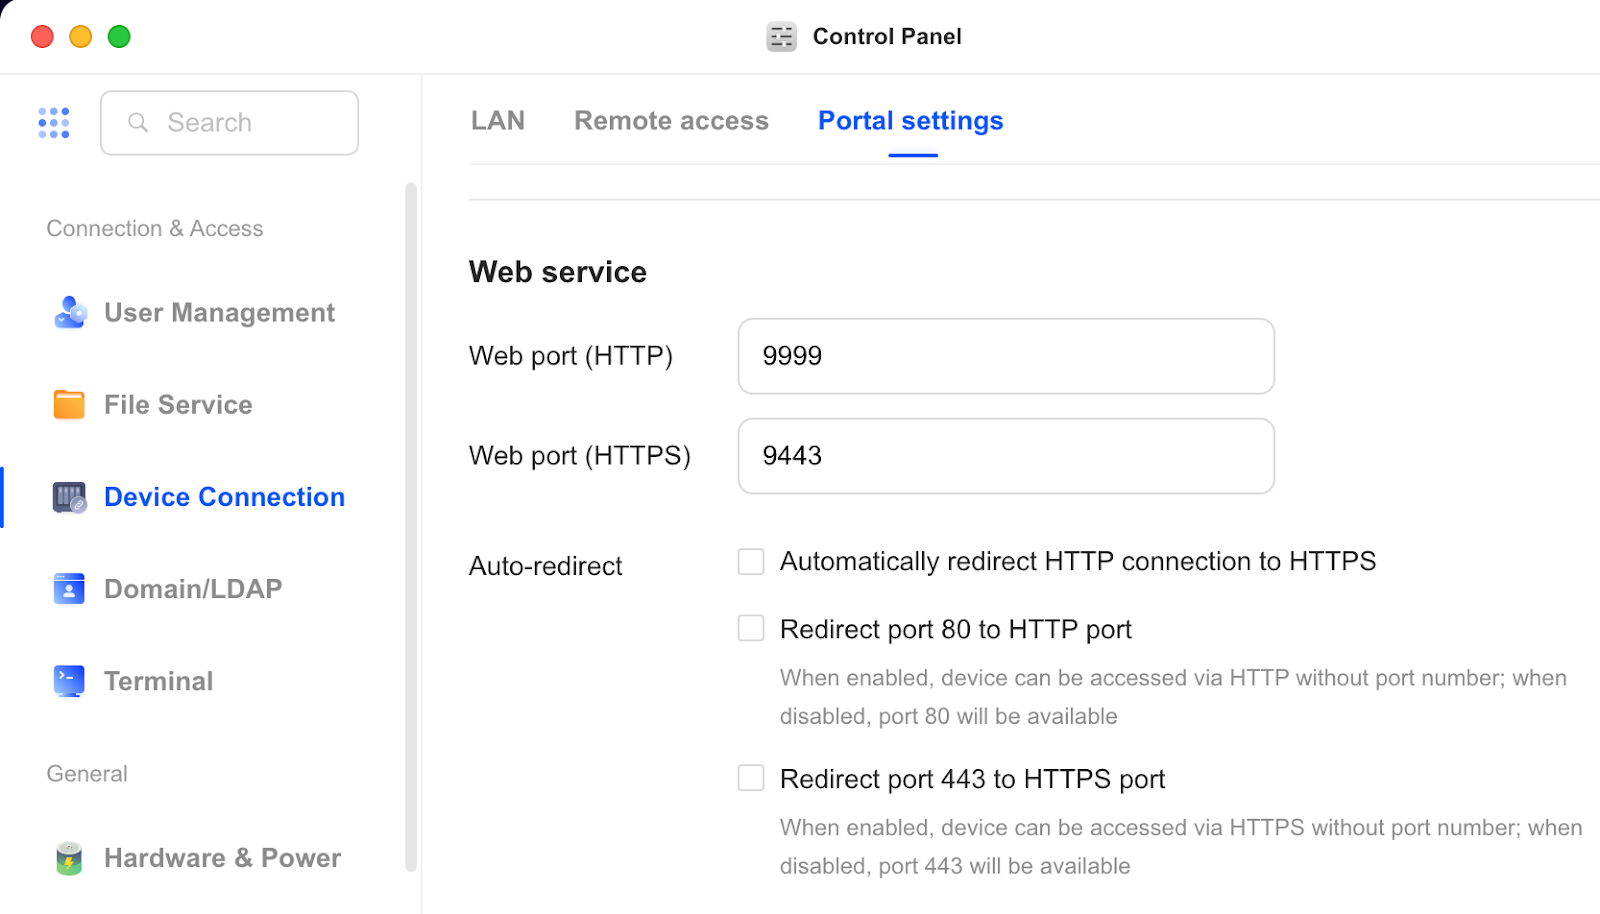 Control Panel
Search
LAN
Remote access
Portal settings
Connection & Access
User Management
File Service
Device Connection
Domain/LDAP
Terminal
General
Hardware & Power
Web service
Web port (HTTP)
9999
Web port (HTTPS)
9443
Auto-redirect
Automatically redirect HTTP connection to HTTPS
Redirect port 80 to HTTP port
When enabled, device can be accessed via HTTP without port number; when
disabled, port 80 will be available
Redirect port 443 to HTTPS port
When enabled, device can be accessed via HTTPS without port number; when
disabled, port 443 will be available